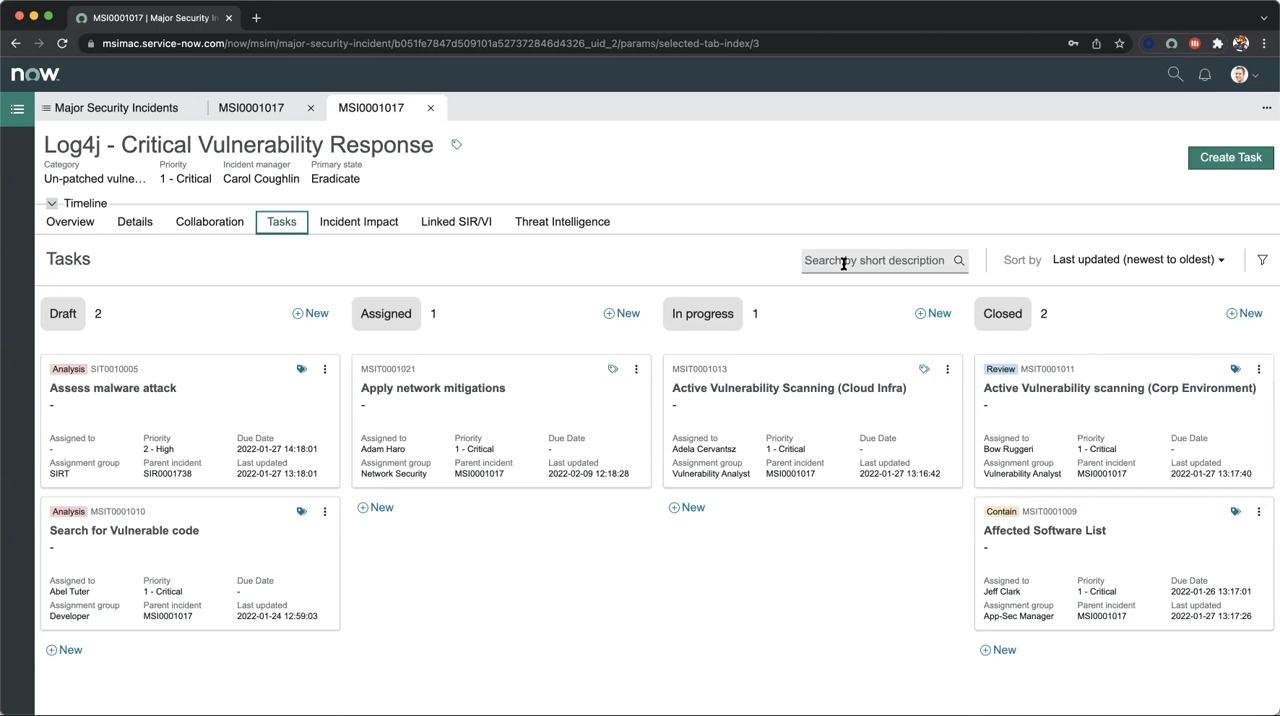 MSI0001017 | Major Security In
msimac.service-now.com/now/msim/major-security-incident/b051fe7847d509101a527372846d4326_uid_2/params/selected-tab-index/3
now.
Major Security Incidents
MSI0001017
MSI0001017
Log4j - Critical Vulnerability Response
Create Task
Category Priority Incident manager Primary state
Un-patched vulne... 1 - Critical Carol Coughlin Eradicate
Timeline
Overview Details Collaboration Tasks Incident Impact Linked SIR/VI Threat Intelligence
Tasks
Search by short description
Sort by Last updated (newest to oldest)
Draft 2 New
Analysis SIT0010005
Assess malware attack
-
Assigned to Priority Due Date
- 2 - High 2022-01-27 14:18:01
Assignment group Parent incident Last updated
SIRT SIR0001738 2022-01-27 13:18:01
Analysis MSIT0001010
Search for Vulnerable code
-
Assigned to Priority Due Date
Abel Tuter 1 - Critical -
Assignment group Parent incident Last updated
Developer MSI0001017 2022-01-24 12:59:03
New
Assigned 1 New
MSIT0001021
Apply network mitigations
-
Assigned to Priority Due Date
Adam Haro 1 - Critical -
Assignment group Parent incident Last updated
Network Security MSI0001017 2022-02-09 12:18:28
New
In progress 1 New
MSIT0001013
Active Vulnerability Scanning (Cloud Infra)
-
Assigned to Priority Due Date
Adela Cervantsz 1 - Critical -
Assignment group Parent incident Last updated
Vulnerability Analyst MSI0001017 2022-01-27 13:16:42
New
Closed 2 New
Review MSIT0001011
Active Vulnerability scanning (Corp Environment)
-
Assigned to Priority Due Date
Bow Ruggeri 1 - Critical -
Assignment group Parent incident Last updated
Vulnerability Analyst MSI0001017 2022-01-27 13:17:40
Contain MSIT0001009
Affected Software List
-
Assigned to Priority Due Date
Jeff Clark 1 - Critical 2022-01-26 13:17:01
Assignment group Parent incident Last updated
App-Sec Manager MSI0001017 2022-01-27 13:17:26
New